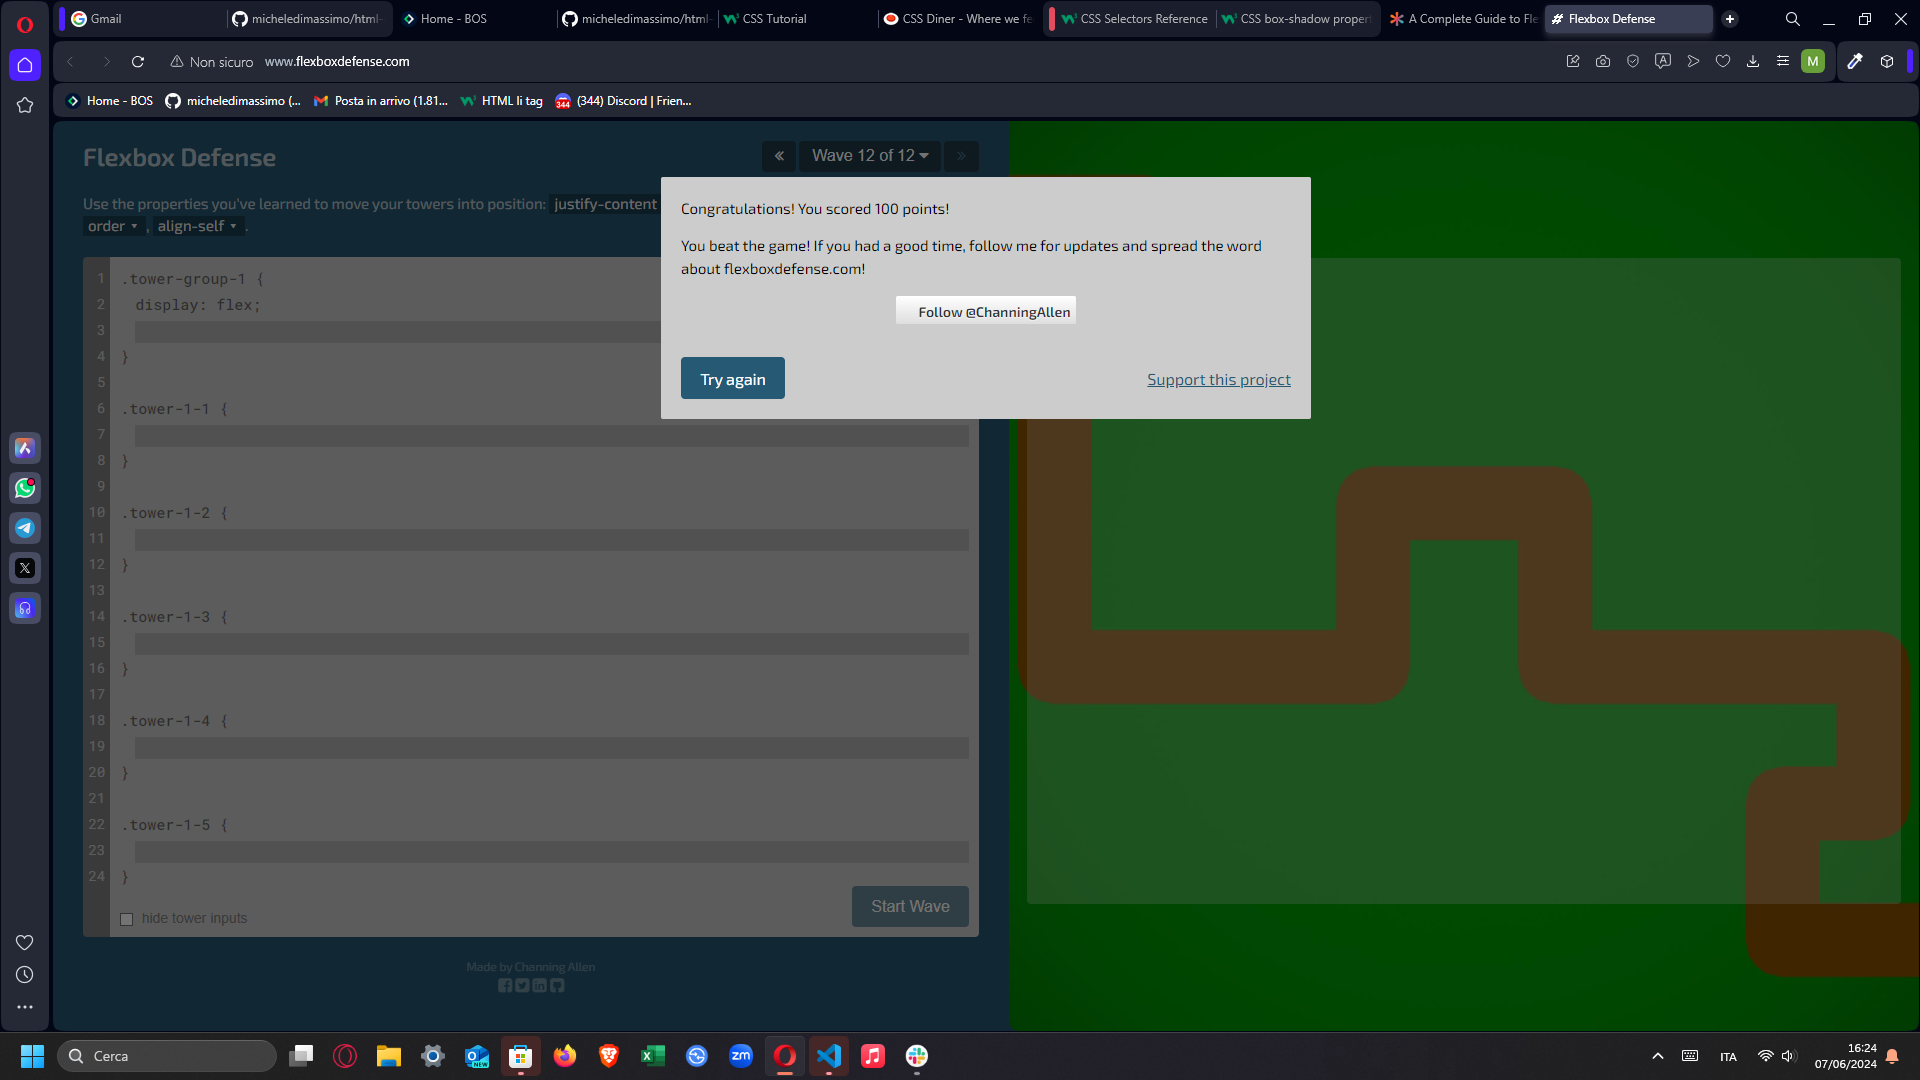 Gmail
micheledimassimo/html-
Home - BOS
micheledimassimo/html-
CSS Tutorial
CSS Diner - Where we fe
CSS Selectors Reference
CSS box-shadow proper
A Complete Guide to Fle
Flexbox Defense
Non sicuro www.flexboxdefense.com
M
Home - BOS
micheledimassimo (...
Posta in arrivo (1.81...
HTML li tag
(344) Discord | Frien...
Flexbox Defense
« Wave 12 of 12 »
Use the properties you've learned to move your towers into position: justify-content
order , align-self .
Congratulations! You scored 100 points!
You beat the game! If you had a good time, follow me for updates and spread the word
about flexboxdefense.com!
Follow @ChanningAllen
Try again
Support this project
1 .tower-group-1 {
2 display: flex;
3
4 }
5
6 .tower-1-1 {
7
8 }
9
10 .tower-1-2 {
11
12 }
13
14 .tower-1-3 {
15
16 }
17
18 .tower-1-4 {
19
20 }
21
22 .tower-1-5 {
23
24 }
hide tower inputs
Start Wave
Made by Channing Allen
Cerca
NEW
zm
ITA
16:24
07/06/2024